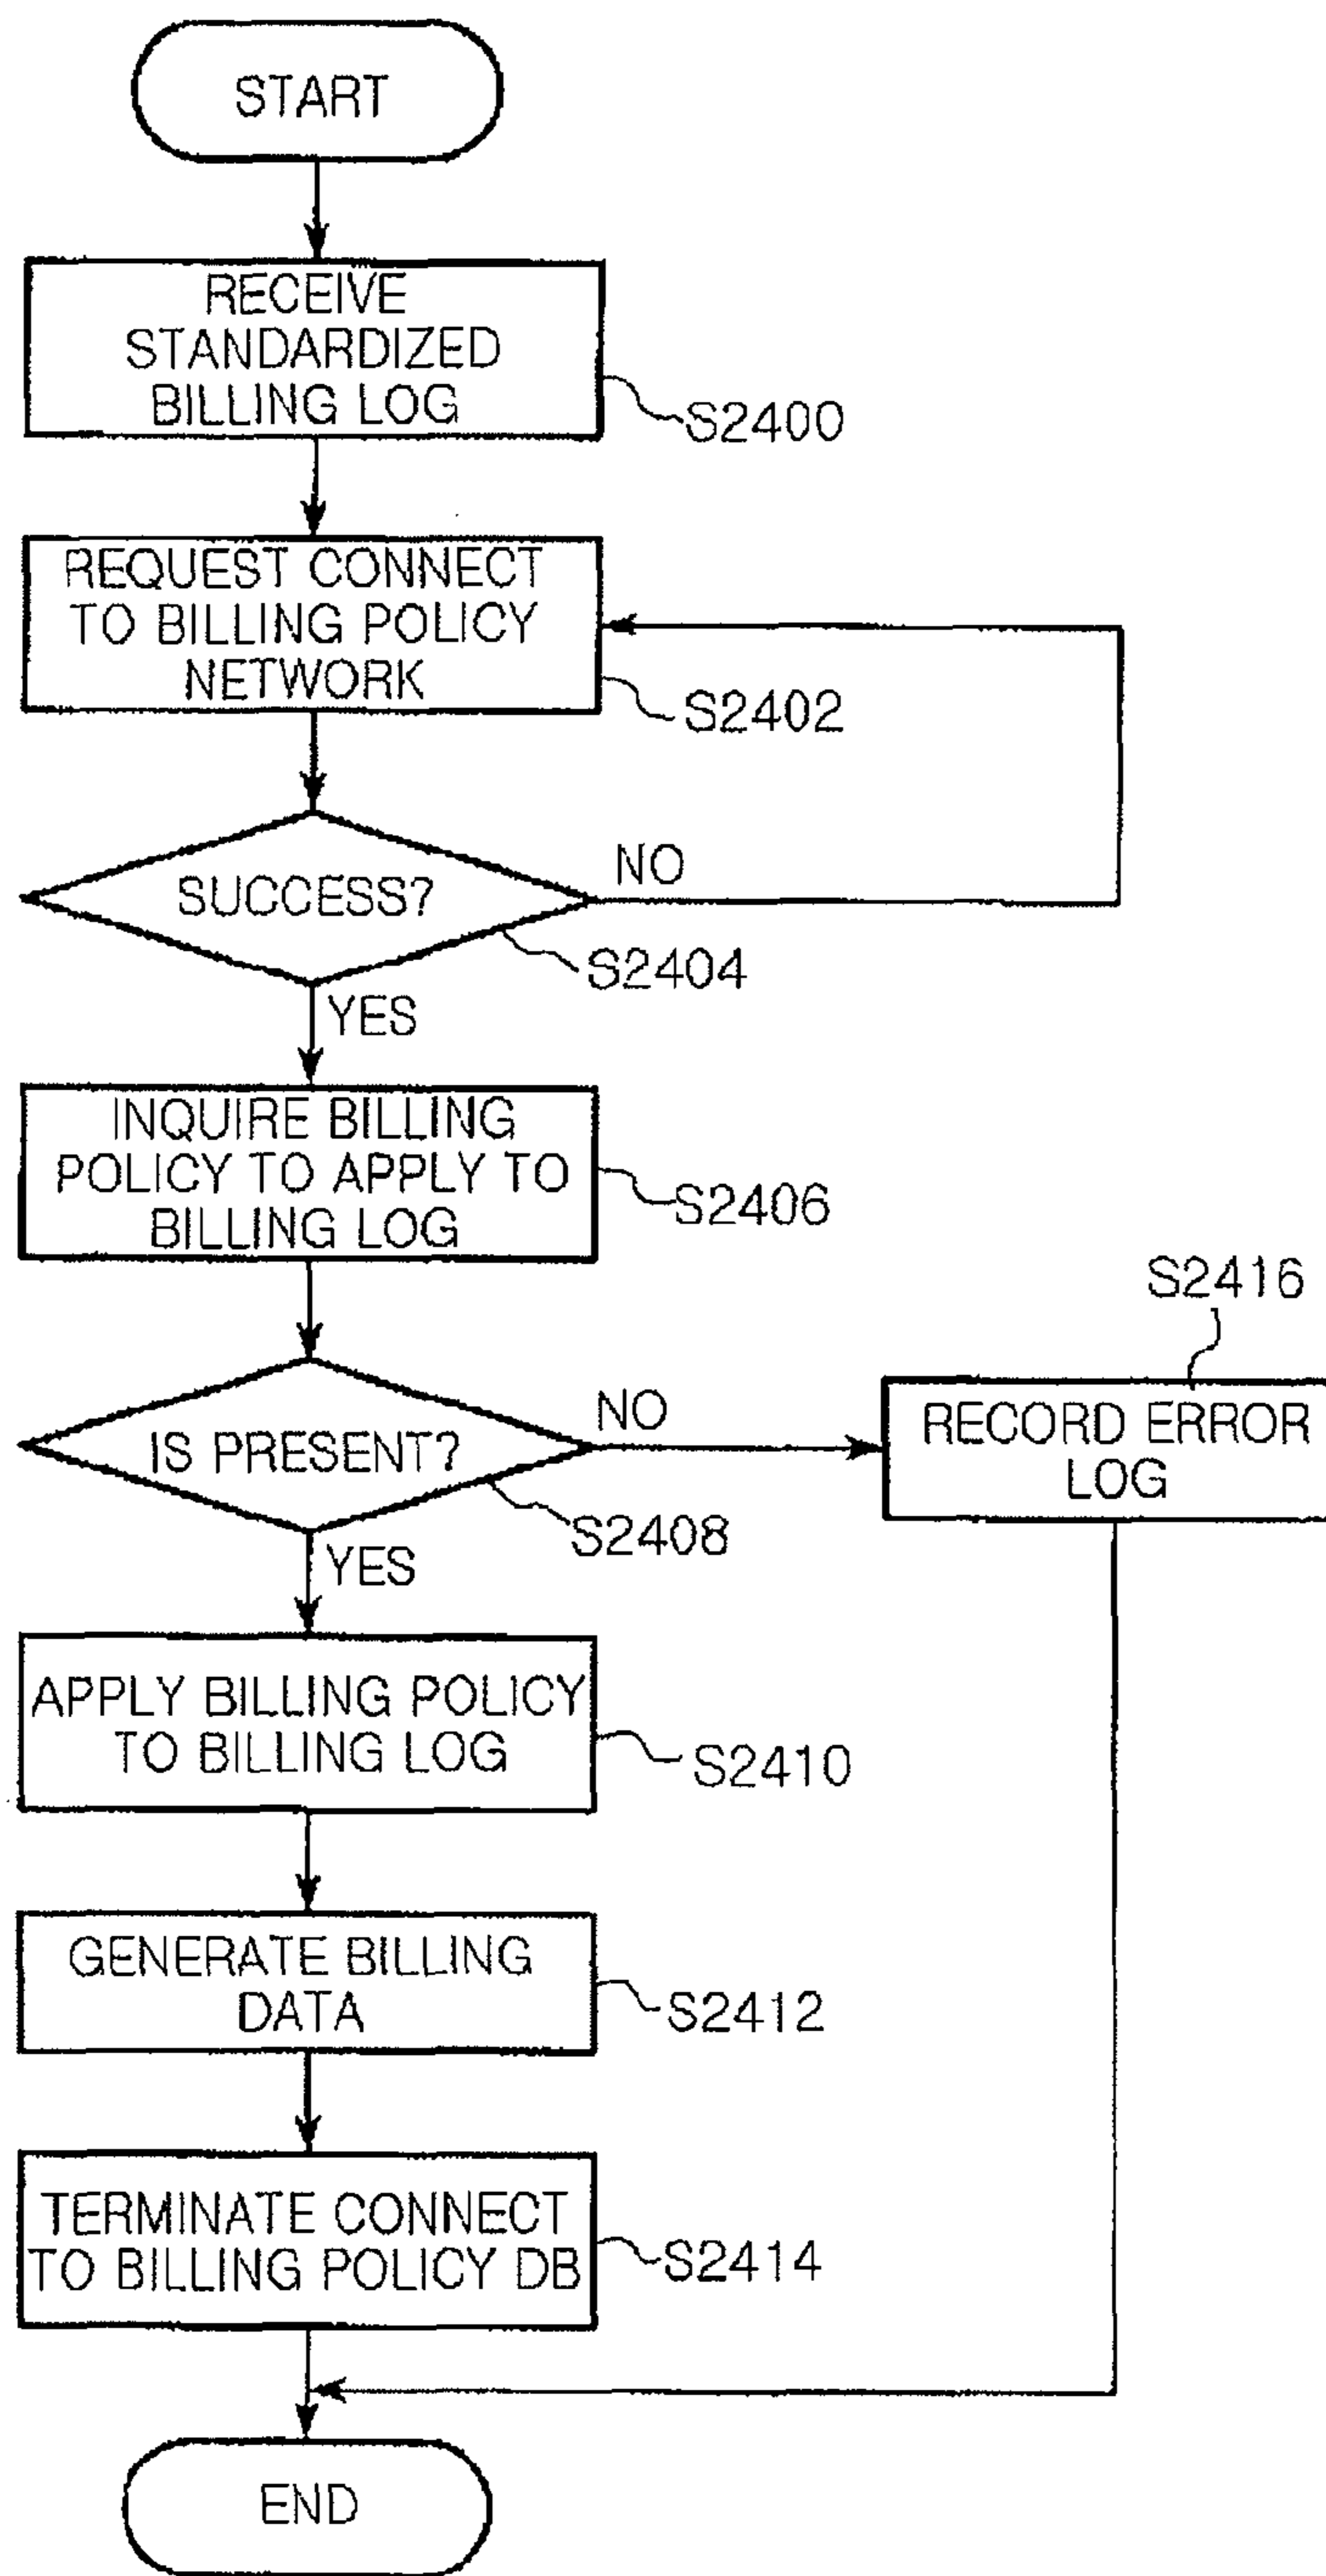 START
RECEIVE
STANDARDIZED
BILLING LOG
S2400
REQUEST CONNECT
TO BILLING POLICY
NETWORK
S2402
SUCCESS?
NO
S2404
YES
INQUIRE BILLING
POLICY TO APPLY TO
BILLING LOG
S2406
S2416
IS PRESENT?
NO
RECORD ERROR
LOG
S2408
YES
APPLY BILLING POLICY
TO BILLING LOG
S2410
GENERATE BILLING
DATA
S2412
TERMINATE CONNECT
TO BILLING POLICY DB
S2414
END